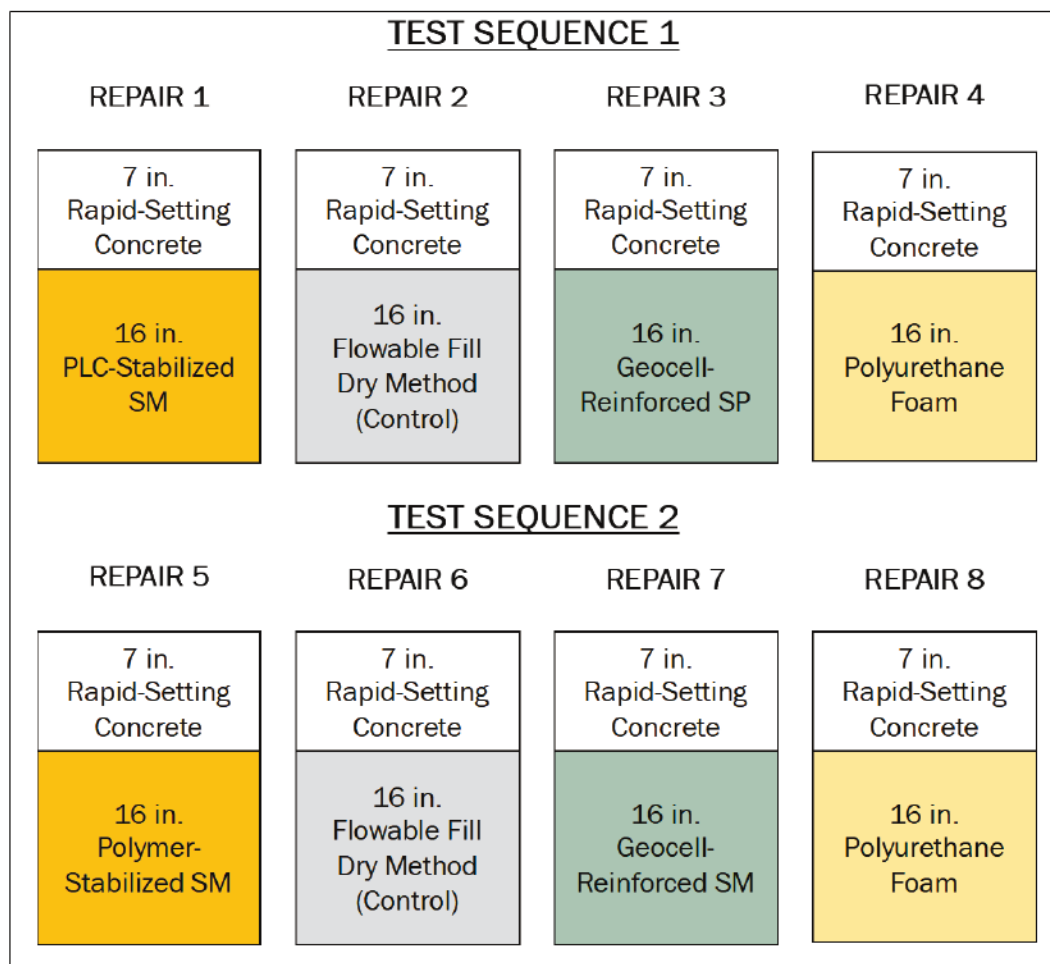 TEST SEQUENCE 1
REPAIR 1
REPAIR 2
REPAIR 3
REPAIR 4
7 in.
Rapid-Setting
Concrete
7 in.
Rapid-Setting
Concrete
7 in.
Rapid-Setting
Concrete
7 in.
Rapid-Setting
Concrete
16 in.
PLC-Stabilized
SM
16 in.
Flowable Fill
Dry Method
(Control)
16 in.
Geocell-
Reinforced SP
16 in.
Polyurethane
Foam
TEST SEQUENCE 2
REPAIR 5
REPAIR 6
REPAIR 7
REPAIR 8
7 in.
Rapid-Setting
Concrete
7 in.
Rapid-Setting
Concrete
7 in.
Rapid-Setting
Concrete
7 in.
Rapid-Setting
Concrete
16 in.
Polymer-
Stabilized SM
16 in.
Flowable Fill
Dry Method
(Control)
16 in.
Geocell-
Reinforced SM
16 in.
Polyurethane
Foam